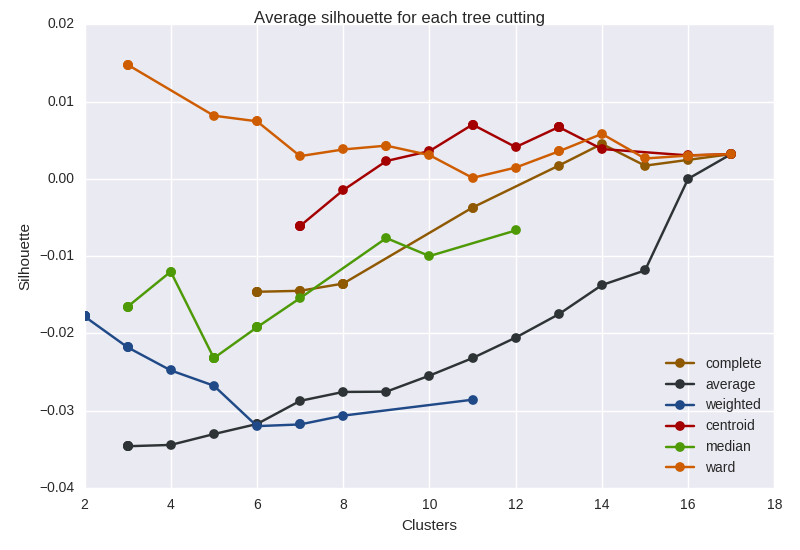 Average silhouette for each tree cutting
0.02
0.01
0.00
−0.01
−0.02
−0.03
−0.04
Silhouette
complete
average
weighted
centroid
median
ward
2 4 6 8 10 12 14 16 18
Clusters